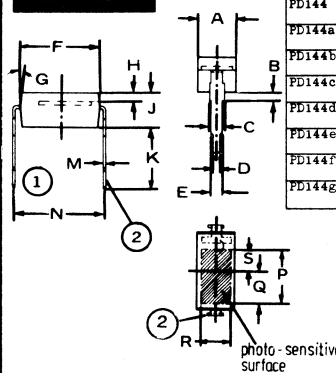 PD144
PD144a
PD144b
PD144c
PD144d
PD144e
PD144f
PD144g
A
F
G
H
B
J
C
K
M
D
1
E
N
2
S
P
Q
2
R
photo-sensitive
surface